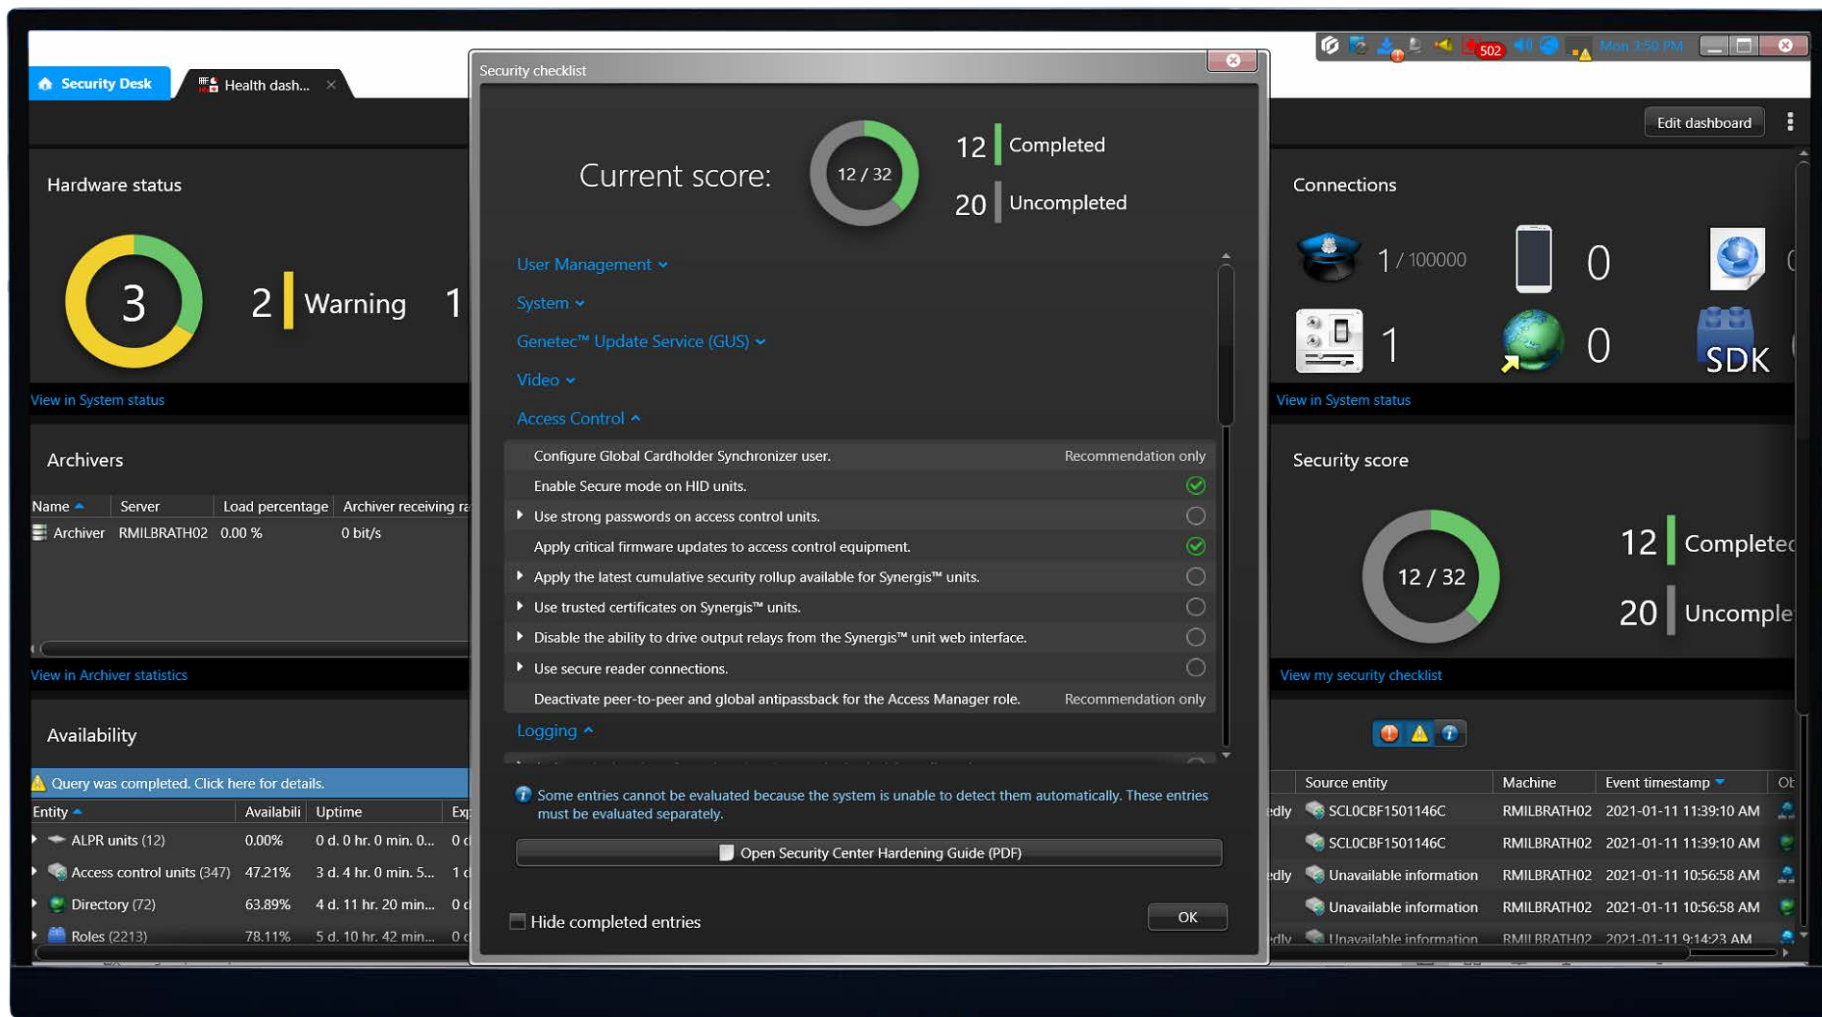 502
Mon 3:50 PM
Security Desk
Health dash...
Edit dashboard
Hardware status
3
2 Warning
1
View in System status
Archivers
Name
Server
Load percentage
Archiver receiving ra
Archiver
RMILBRATH02
0.00 %
0 bit/s
View in Archiver statistics
Availability
Query was completed. Click here for details.
Entity
Availabili
Uptime
Exp
ALPR units (12)
0.00%
0 d. 0 hr. 0 min. 0...
0 d
Access control units (347)
47.21%
3 d. 4 hr. 0 min. 5...
1 d
Directory (72)
63.89%
4 d. 11 hr. 20 min...
0 d
Roles (2213)
78.11%
5 d. 10 hr. 42 min...
0 d
Security checklist
Current score:
12 / 32
12 Completed
20 Uncompleted
User Management
System
Genetec™ Update Service (GUS)
Video
Access Control
Configure Global Cardholder Synchronizer user.
Recommendation only
Enable Secure mode on HID units.
Use strong passwords on access control units.
Apply critical firmware updates to access control equipment.
Apply the latest cumulative security rollup available for Synergis™ units.
Use trusted certificates on Synergis™ units.
Disable the ability to drive output relays from the Synergis™ unit web interface.
Use secure reader connections.
Deactivate peer-to-peer and global antipassback for the Access Manager role.
Recommendation only
Logging
Some entries cannot be evaluated because the system is unable to detect them automatically. These entries
must be evaluated separately.
Open Security Center Hardening Guide (PDF)
Hide completed entries
OK
Connections
1 / 100000
0
1
0
SDK
View in System status
Security score
12 / 32
12 Completed
20 Uncomple
View my security checklist
Source entity
Machine
Event timestamp
edly
SCL0CBF1501146C
RMILBRATH02
2021-01-11 11:39:10 AM
SCL0CBF1501146C
RMILBRATH02
2021-01-11 11:39:10 AM
edly
Unavailable information
RMILBRATH02
2021-01-11 10:56:58 AM
Unavailable information
RMILBRATH02
2021-01-11 10:56:58 AM
edly
Unavailable information
RMILBRATH02
2021-01-11 9:14:23 AM